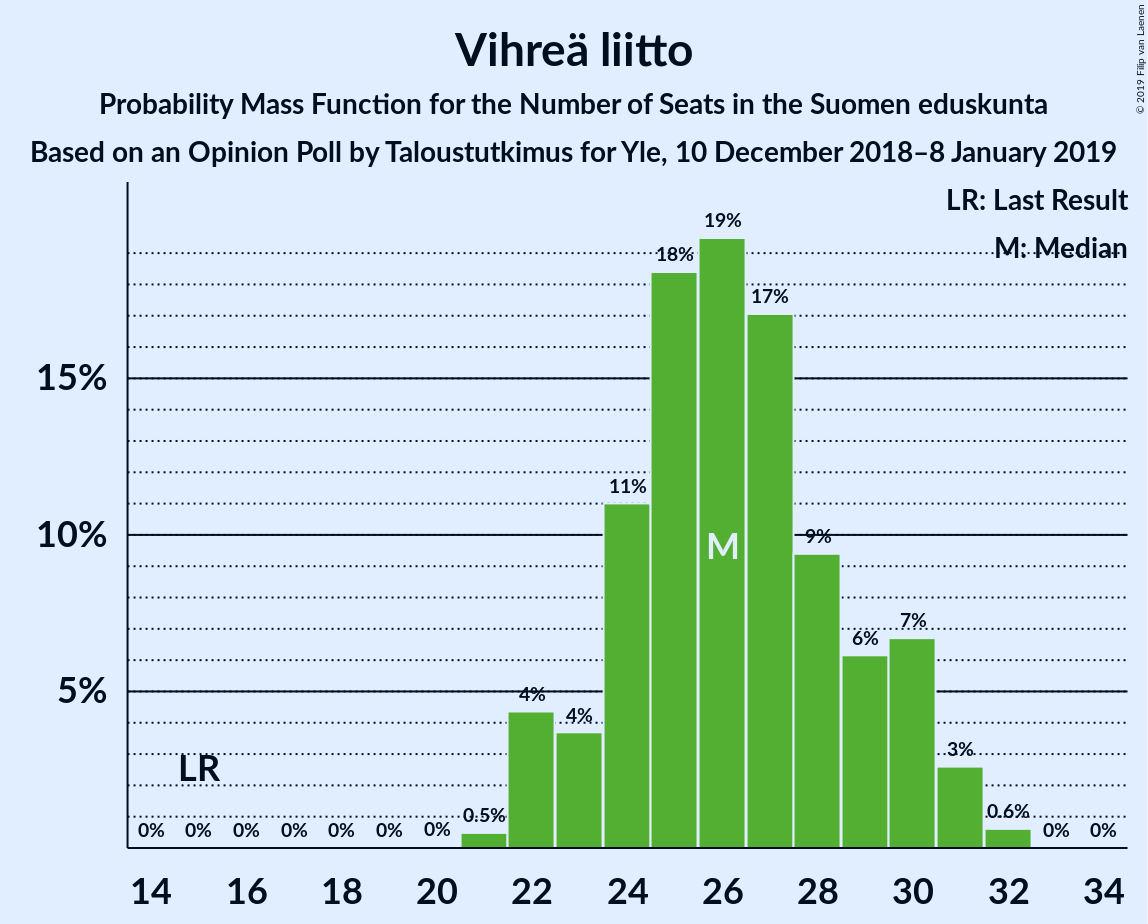 Vihreä liitto
Probability Mass Function for the Number of Seats in the Suomen eduskunta
Based on an Opinion Poll by Taloustutkimus for Yle, 10 December 2018–8 January 2019
© 2019 Filip van Laenen
LR: Last Result
M: Median
15%
10%
5%
0% 0% 0% 0% 0% 0% 0% 0.5% 4% 4% 11% 18% 19% 17% 9% 6% 7% 3% 0.6% 0% 0%
LR
M
14 16 18 20 22 24 26 28 30 32 34